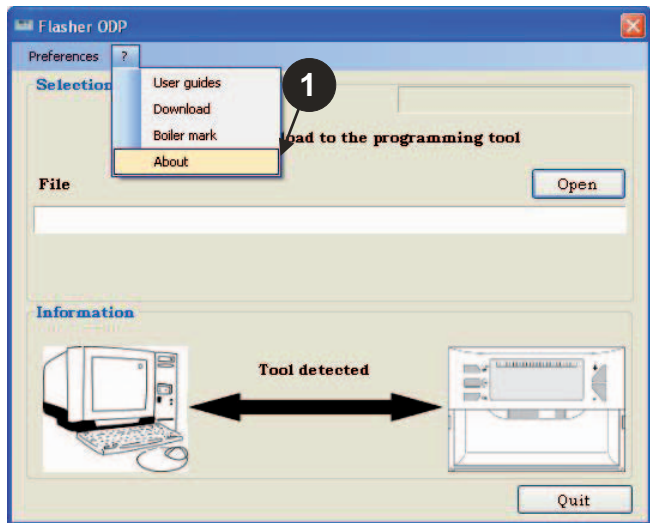 Flasher ODP
Preferences ?
Selection
User guides
Download
Boiler mark
About
1
to the programming tool
File
Open
Information
Tool detected
Quit